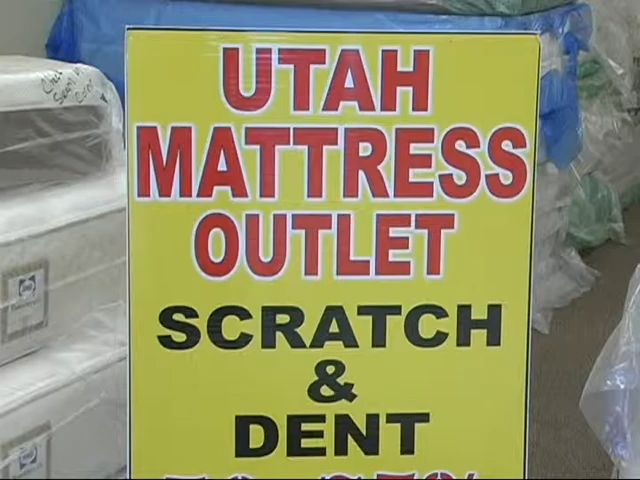 UTAH
MATTRESS
OUTLET
SCRATCH
&
DENT